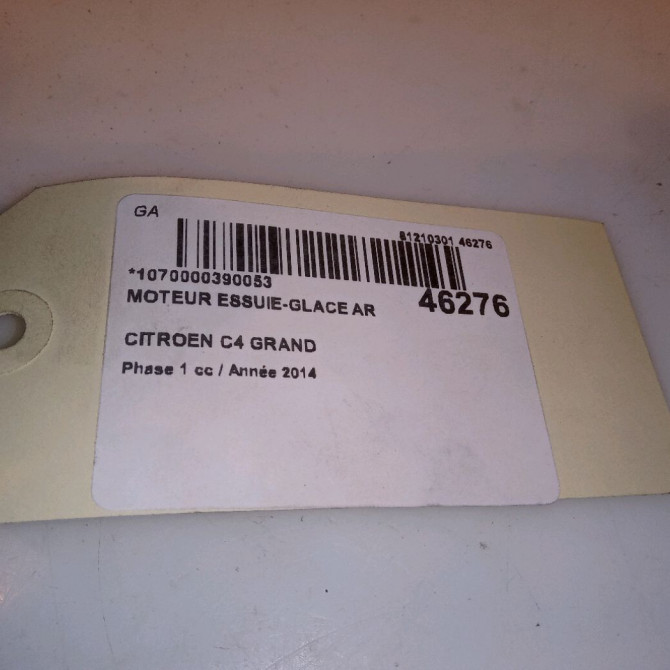 GA
81210301 46276
*1070000390053
46276
MOTEUR ESSUIE-GLACE AR
CITROEN C4 GRAND
Phase 1 cc / Année 2014